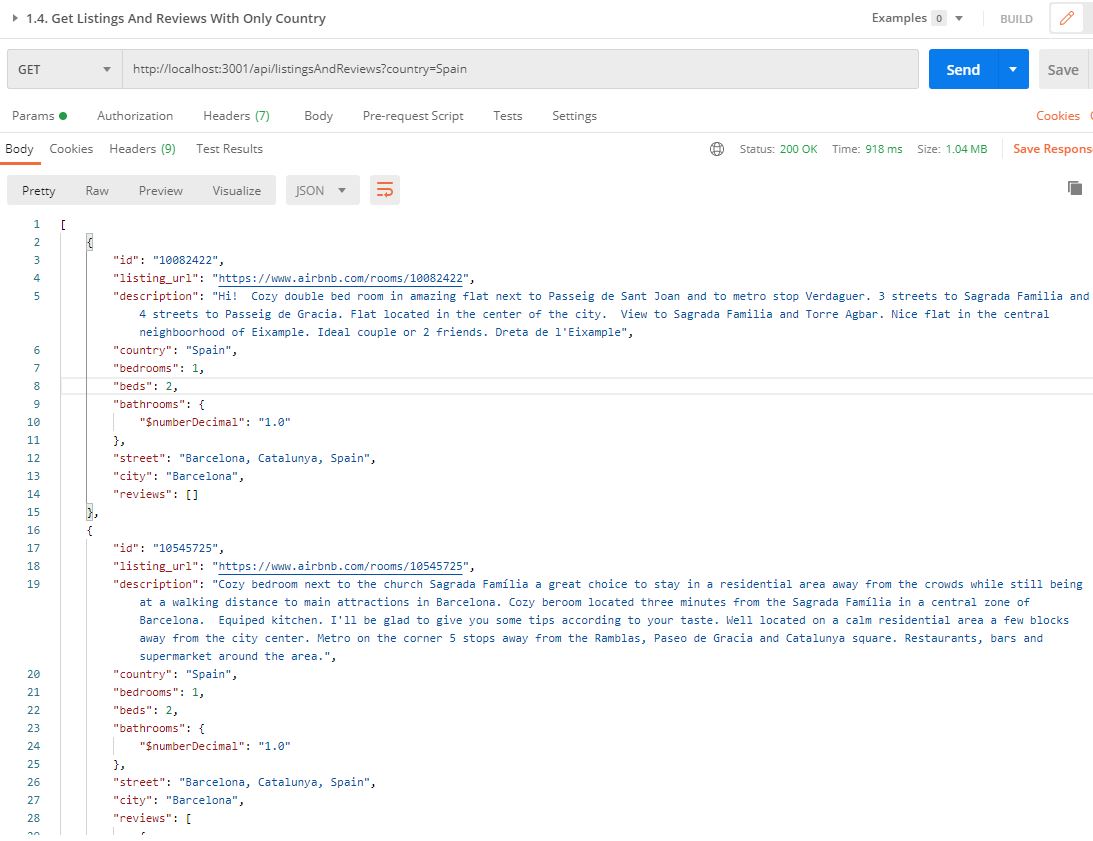 1.4. Get Listings And Reviews With Only Country Examples 0 BUILD
GET http://localhost:3001/api/listingsAndReviews?country=Spain Send Save
Params Authorization Headers (7) Body Pre-request Script Tests Settings Cookies
Body Cookies Headers (9) Test Results Status: 200 OK Time: 918 ms Size: 1.04 MB Save Respons
Pretty Raw Preview Visualize JSON
1 [
2 {
3 "id": "10082422",
4 "listing_url": "https://www.airbnb.com/rooms/10082422",
5 "description": "Hi!  Cozy double bed room in amazing flat next to Passeig de Sant Joan and to metro stop Verdaguer. 3 streets to Sagrada Familia and
4 streets to Passeig de Gracia. Flat located in the center of the city.  View to Sagrada Familia and Torre Agbar. Nice flat in the central
neighboorhood of Eixample. Ideal couple or 2 friends. Dreta de l'Eixample",
6 "country": "Spain",
7 "bedrooms": 1,
8 "beds": 2,
9 "bathrooms": {
10 "$numberDecimal": "1.0"
11 },
12 "street": "Barcelona, Catalunya, Spain",
13 "city": "Barcelona",
14 "reviews": []
15 },
16 {
17 "id": "10545725",
18 "listing_url": "https://www.airbnb.com/rooms/10545725",
19 "description": "Cozy bedroom next to the church Sagrada Família a great choice to stay in a residential area away from the crowds while still being
at a walking distance to main attractions in Barcelona. Cozy beroom located three minutes from the Sagrada Família in a central zone of
Barcelona.  Equiped kitchen. I'll be glad to give you some tips according to your taste. Well located on a calm residential area a few blocks
away from the city center. Metro on the corner 5 stops away from the Ramblas, Paseo de Gracia and Catalunya square. Restaurants, bars and
supermarket around the area.",
20 "country": "Spain",
21 "bedrooms": 1,
22 "beds": 2,
23 "bathrooms": {
24 "$numberDecimal": "1.0"
25 },
26 "street": "Barcelona, Catalunya, Spain",
27 "city": "Barcelona",
28 "reviews": [